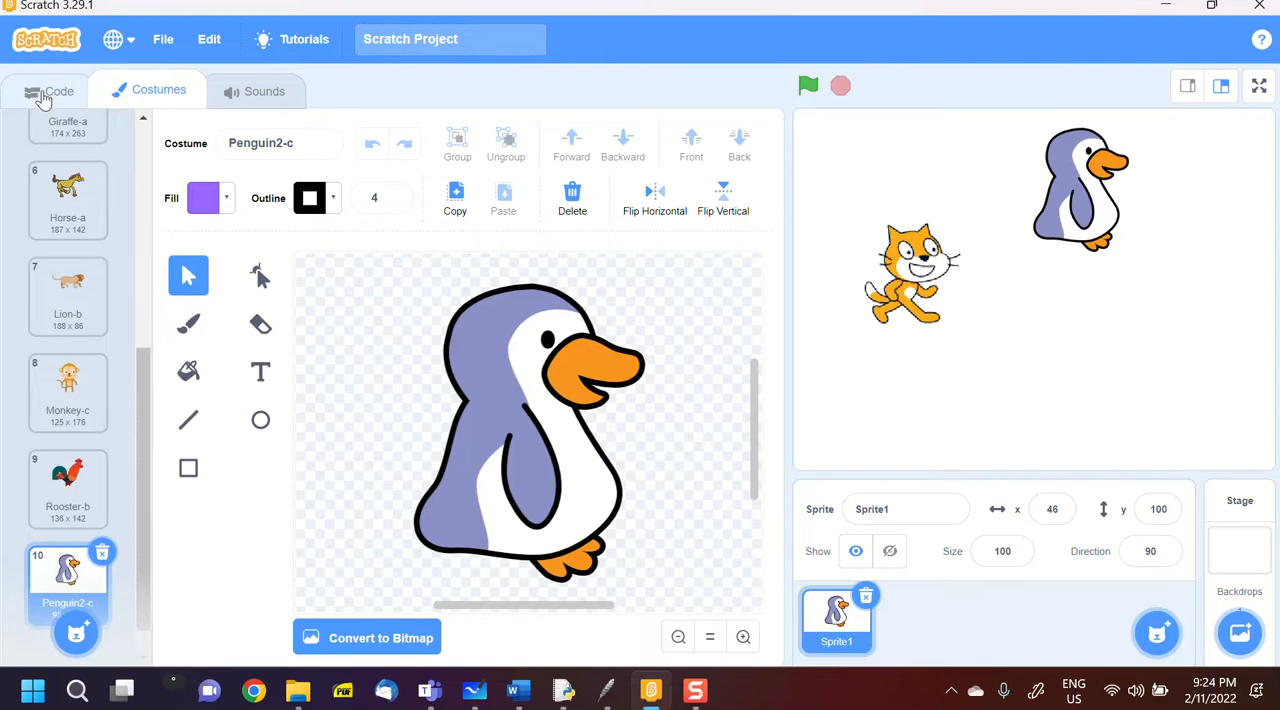 Scratch 3.29.1
SCRATCH
File
Edit
Tutorials
Scratch Project
?
Code
Costumes
Sounds
Giraffe-a
174 x 263
6
Horse-a
187 x 142
7
Lion-b
188 x 86
8
Monkey-c
125 x 176
9
Rooster-b
136 x 142
10
Penguin2-c
Costume
Penguin2-c
Group
Ungroup
Forward
Backward
Front
Back
Fill
Outline
4
Copy
Paste
Delete
Flip Horizontal
Flip Vertical
T
Convert to Bitmap
Sprite
Sprite1
x
46
y
100
Show
Size
100
Direction
90
Sprite1
Stage
Backdrops
PDF
W
S
ENG
US
9:24 PM
2/11/2022